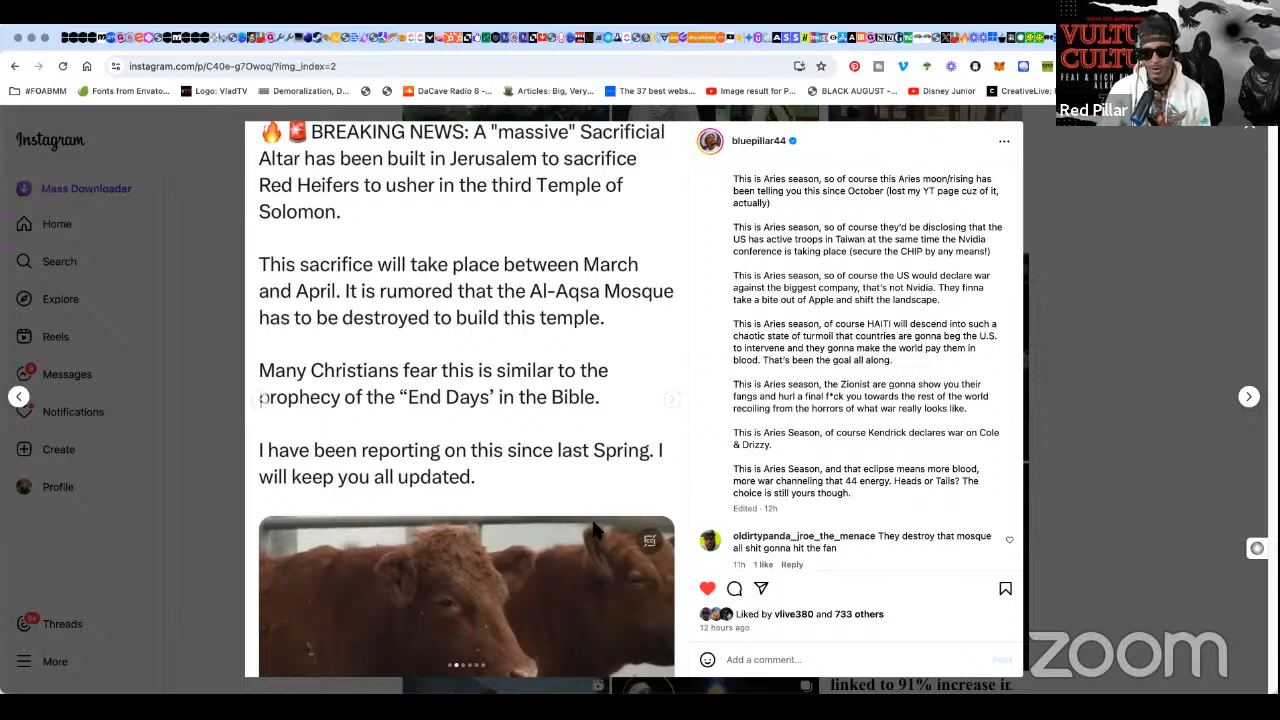 instagram.com/p/C40e-g7Owoq/?img_index=2
#FOABMM
Fonts from Envato...
Logo: VladTV
Demoralization, D...
DaCave Radio 8 -...
Articles: Big, Very...
The 37 best webs...
Image result for P...
BLACK AUGUST -...
Disney Junior
CreativeLive:
VULTU
CULTU
Red Pillar
Instagram
Mass Downloader
Home
Search
Explore
Reels
9
Messages
Notifications
Create
Profile
9+
Threads
More
🔥🚨 BREAKING NEWS: A "massive" Sacrificial
Altar has been built in Jerusalem to sacrifice
Red Heifers to usher in the third Temple of
Solomon.
This sacrifice will take place between March
and April. It is rumored that the Al-Aqsa Mosque
has to be destroyed to build this temple.
Many Christians fear this is similar to the
prophecy of the “End Days’ in the Bible.
I have been reporting on this since last Spring. I
will keep you all updated.
bluepillar44
This is Aries season, so of course this Aries moon/rising has
been telling you this since October (lost my YT page cuz of it,
actually)
This is Aries season, so of course they’d be disclosing that the
US has active troops in Taiwan at the same time the Nvidia
conference is taking place (secure the CHIP by any means!)
This is Aries season, so of course the US would declare war
against the biggest company, that’s not Nvidia. They finna
take a bite out of Apple and shift the landscape.
This is Aries season, of course HAITI will descend into such a
chaotic state of turmoil that countries are gonna beg the U.S.
to intervene and they gonna make the world pay them in
blood. That’s been the goal all along.
This is Aries season, the Zionist are gonna show you their
fangs and hurl a final f*ck you towards the rest of the world
recoiling from the horrors of what war really looks like.
This is Aries Season, of course Kendrick declares war on Cole
& Drizzy.
This is Aries Season, and that eclipse means more blood,
more war channeling that 44 energy. Heads or Tails? The
choice is still yours though.
Edited · 12h
oldirtypanda_jroe_the_menace They destroy that mosque
all shit gonna hit the fan
11h 1 like Reply
Liked by vlive380 and 733 others
12 hours ago
Add a comment...
Post
zoom
linked to 91% increase in